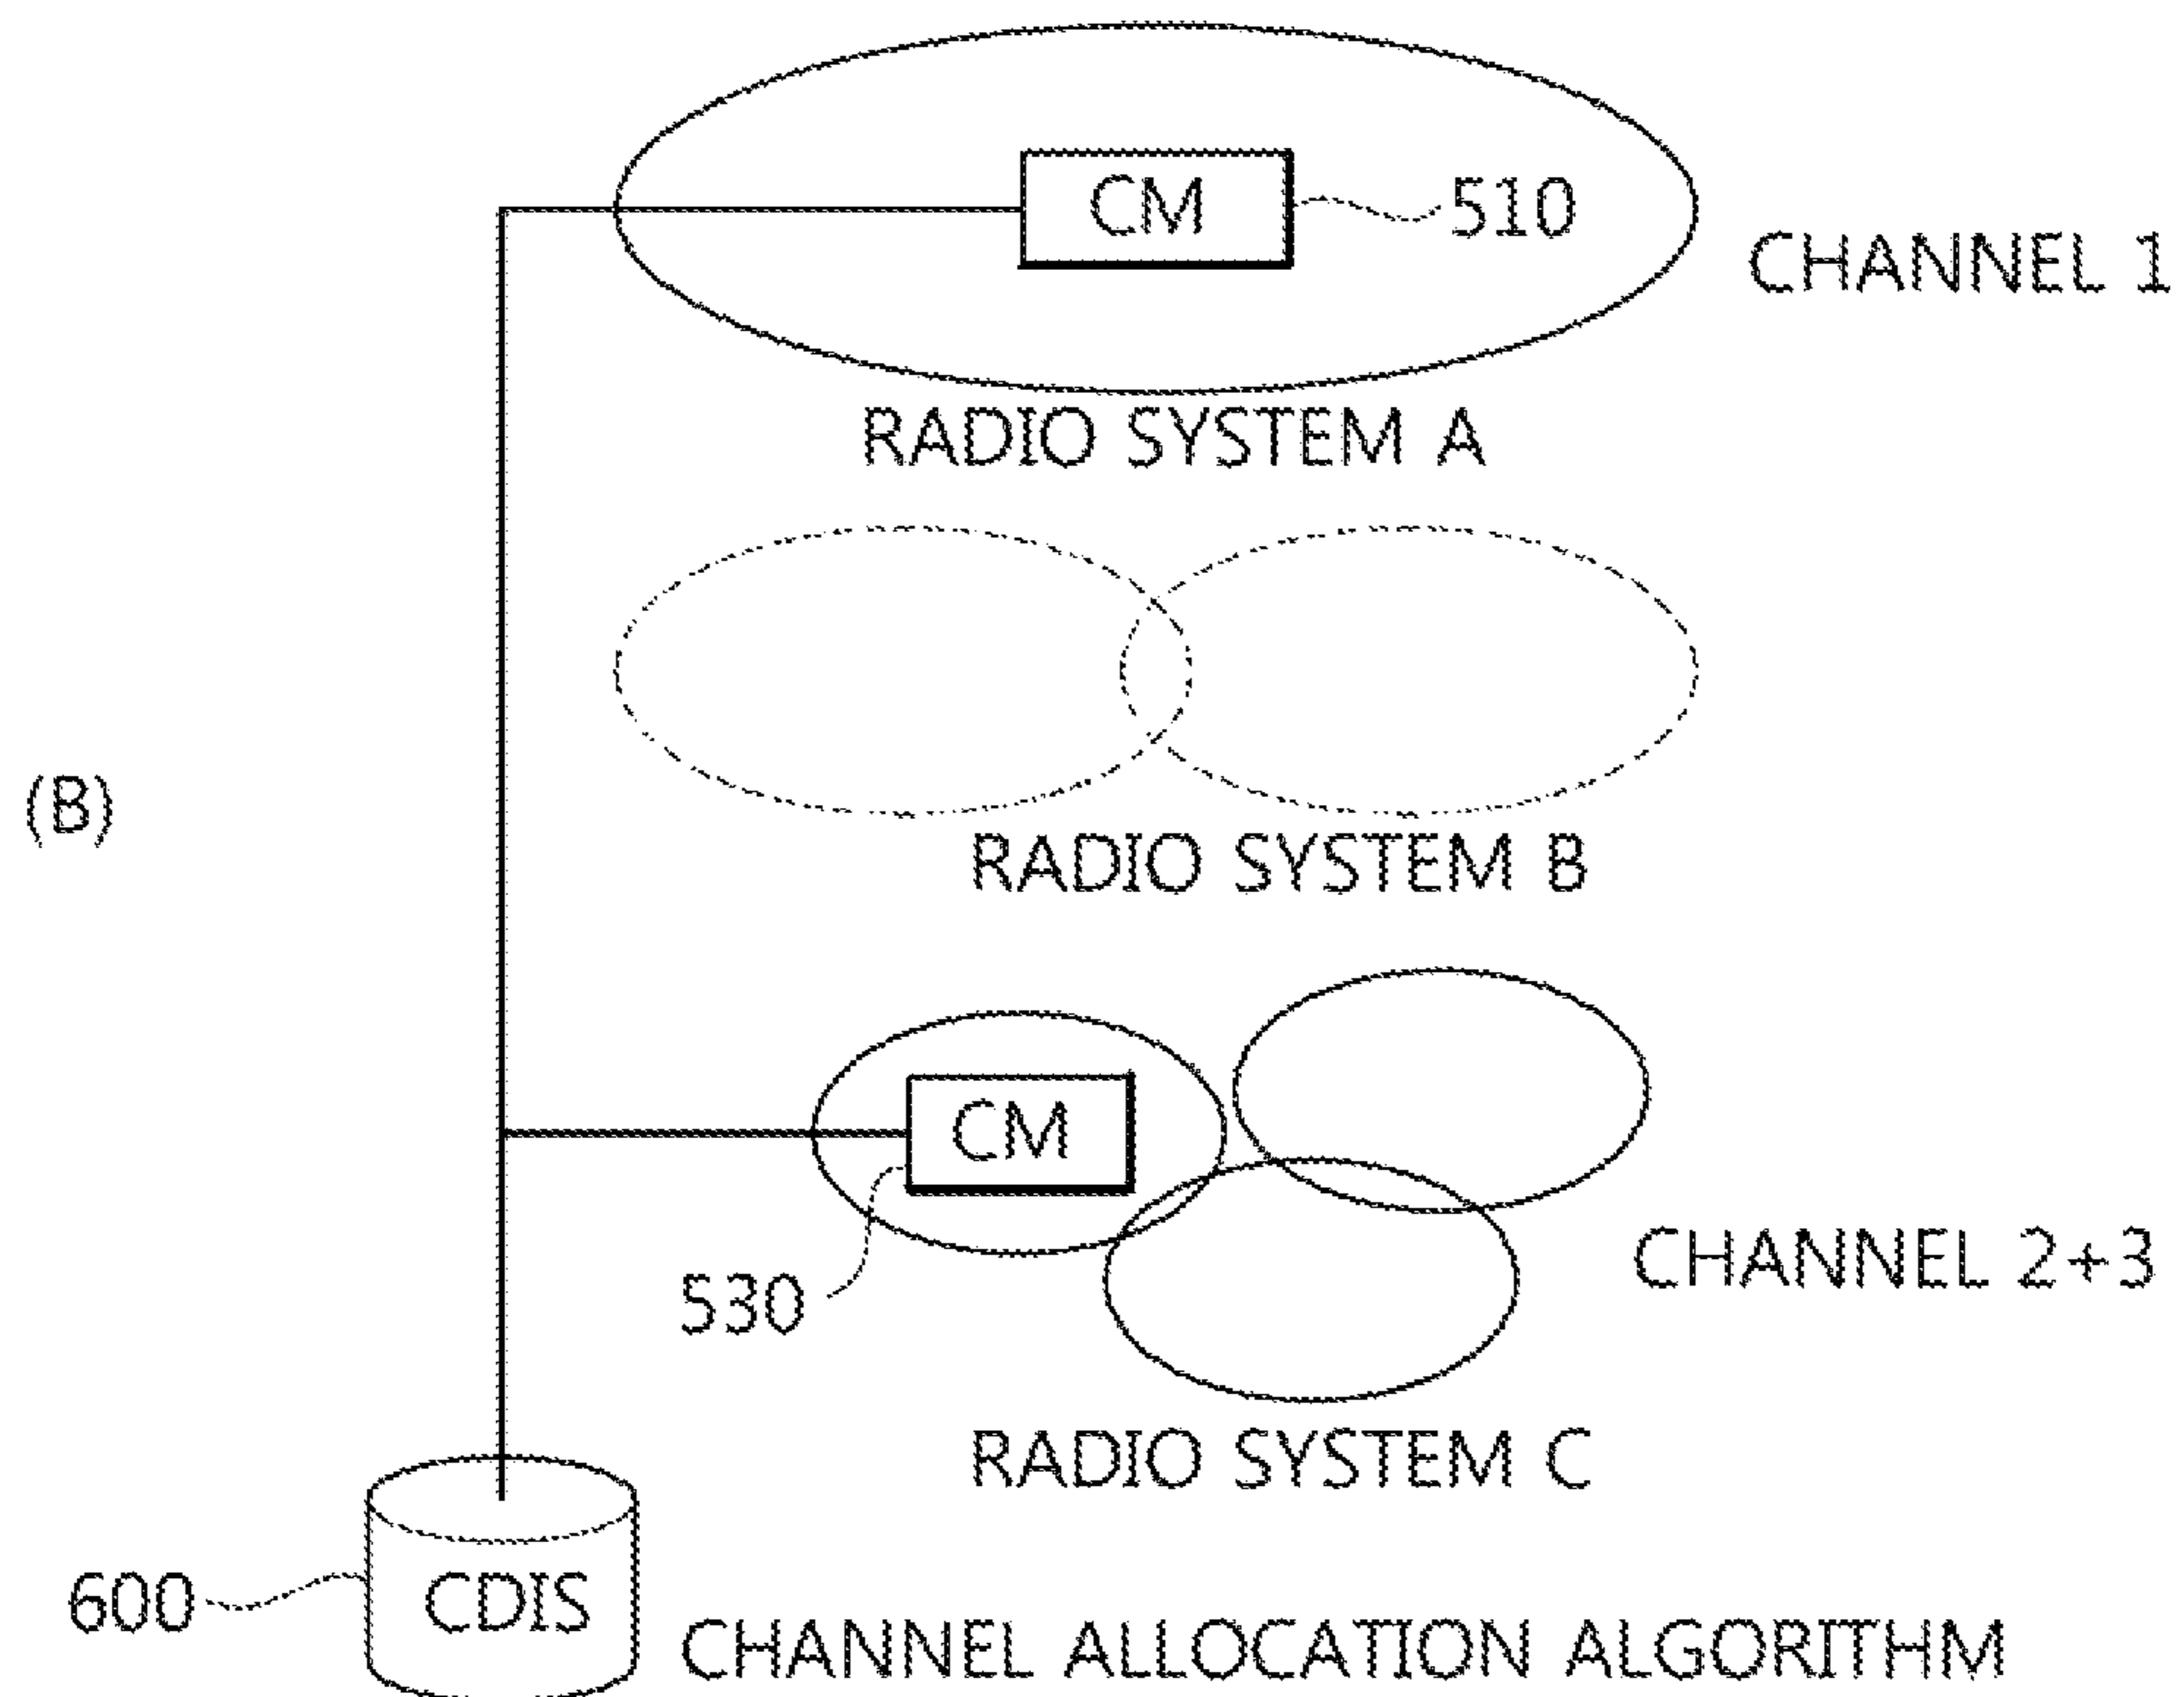 CM
510
CHANNEL 1
RADIO SYSTEM A
(B)
RADIO SYSTEM B
CM
530
CHANNEL 2+3
RADIO SYSTEM C
600
CDIS
CHANNEL ALLOCATION ALGORITHM